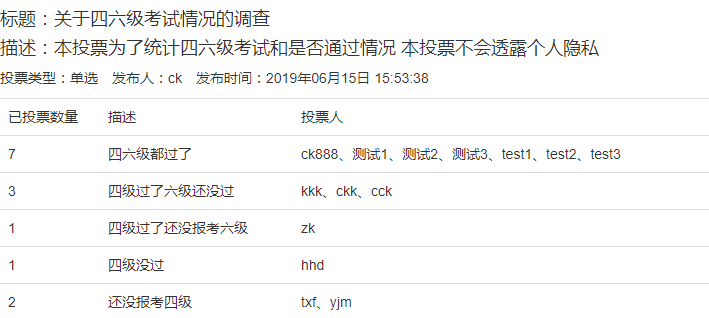 标题：关于四六级考试情况的调查
描述：本投票为了统计四六级考试和是否通过情况 本投票不会透露个人隐私
投票类型：单选 发布人：ck 发布时间：2019年06月15日 15:53:38
已投票数量 描述 投票人
7 四六级都过了 ck888、测试1、测试2、测试3、test1、test2、test3
3 四级过了六级还没过 kkk、ckk、cck
1 四级过了还没报考六级 zk
1 四级没过 hhd
2 还没报考四级 txf、yjm